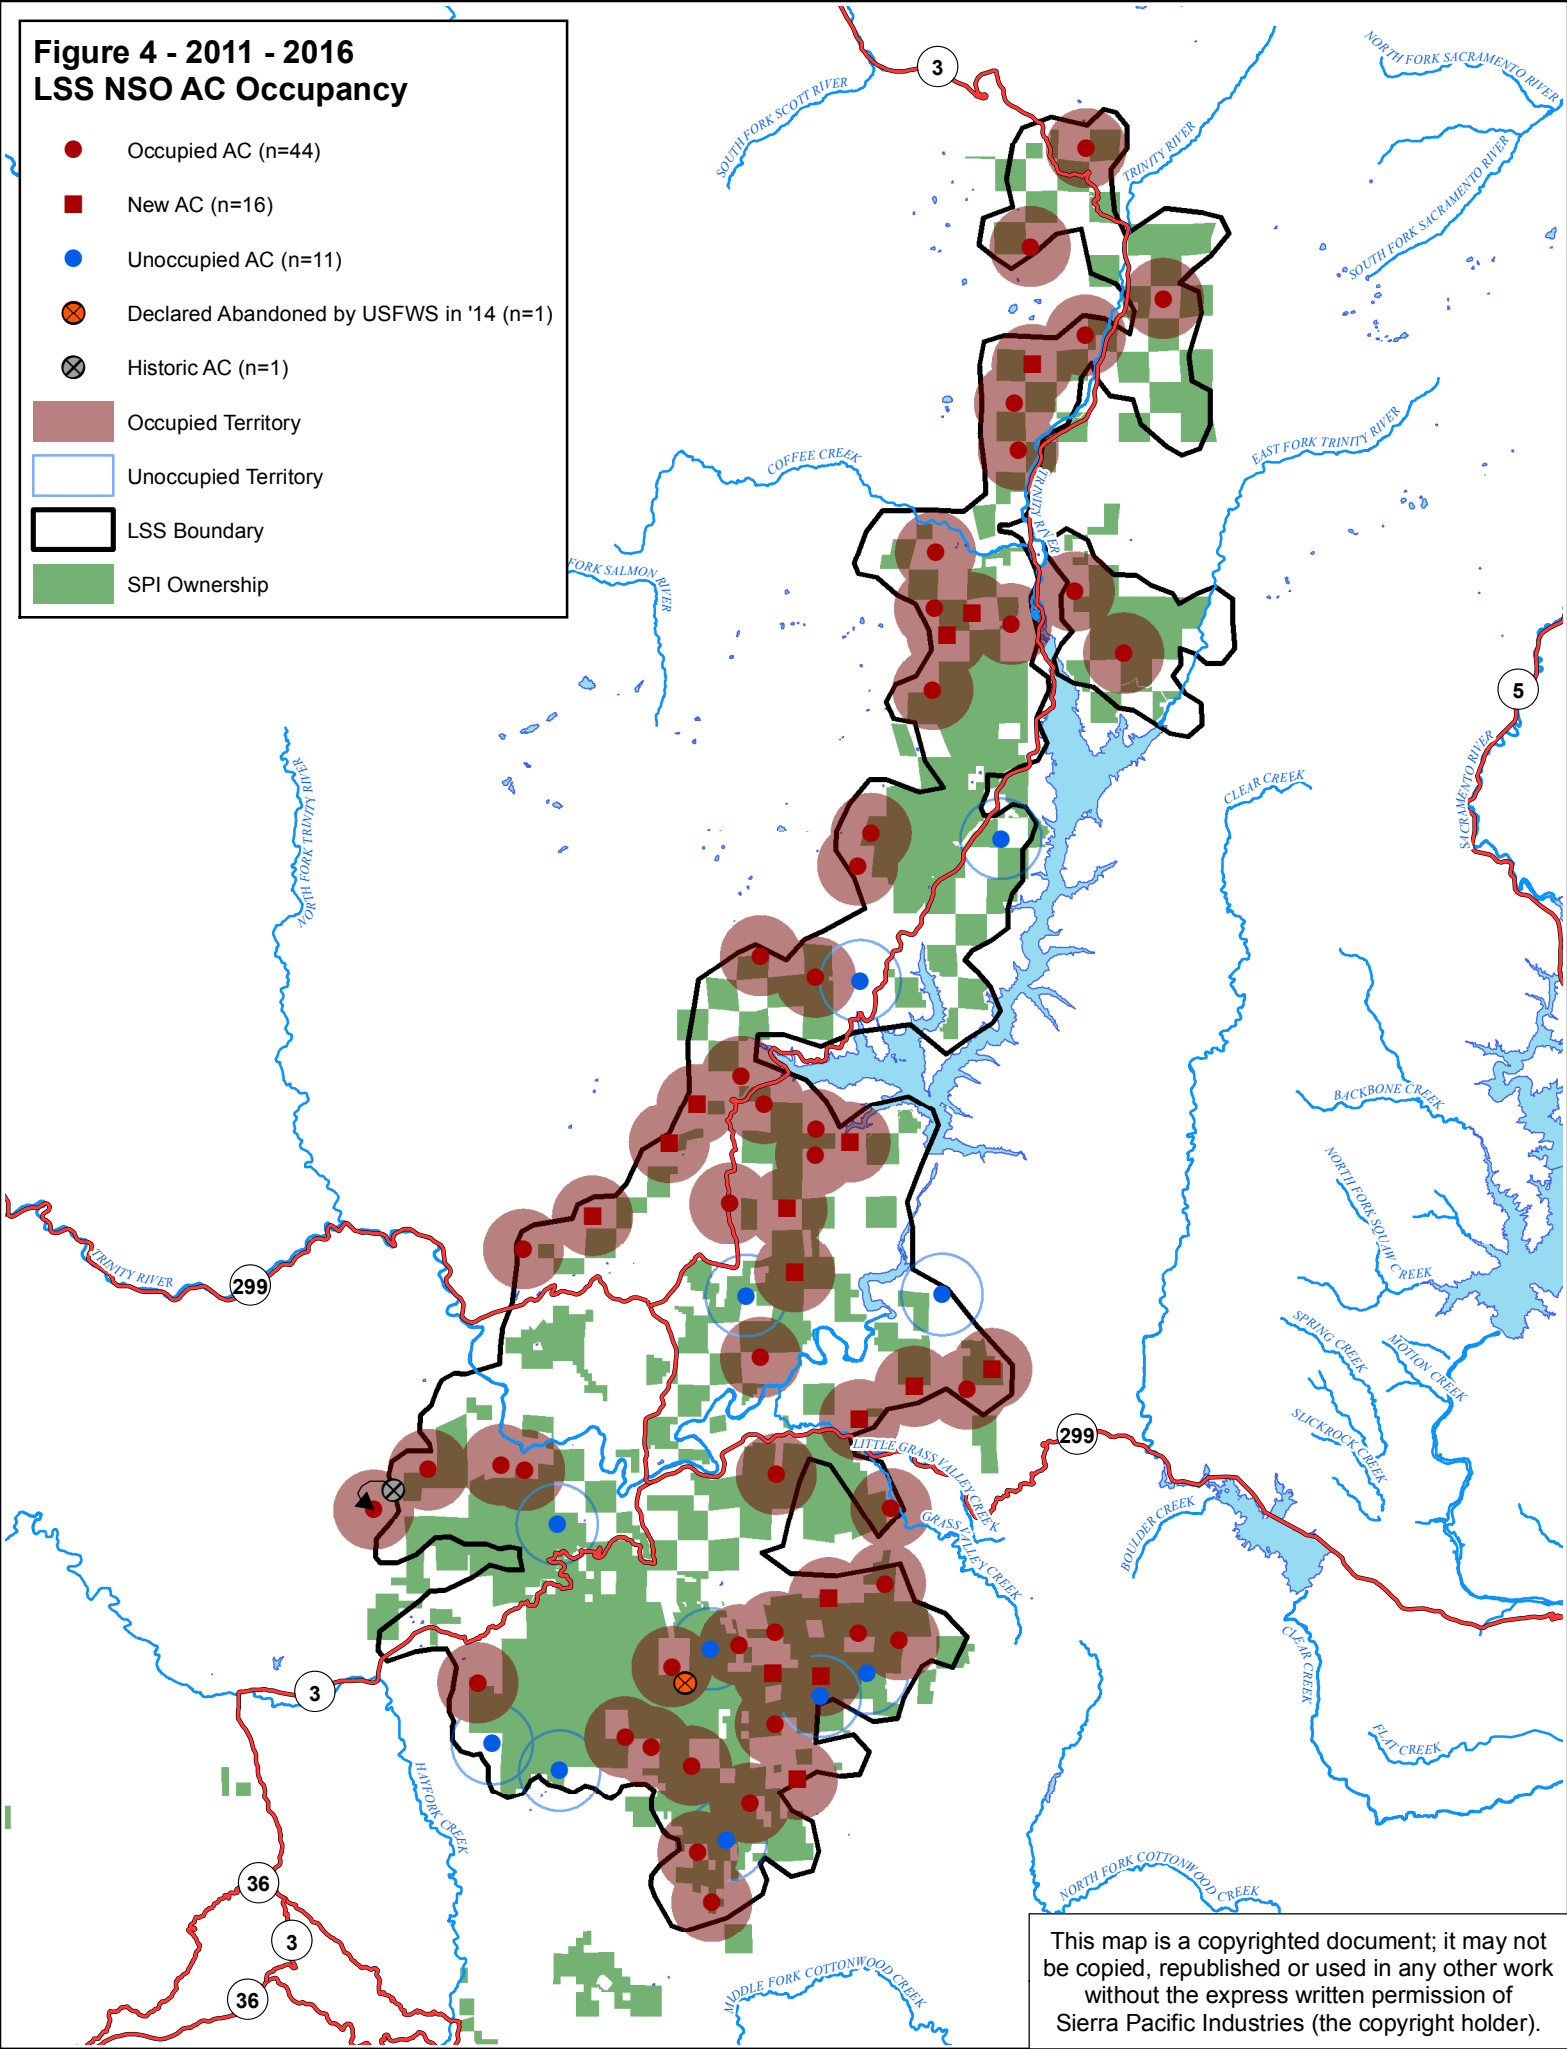 Figure 4 - 2011 - 2016
LSS NSO AC Occupancy
Occupied AC (n=44)
New AC (n=16)
Unoccupied AC (n=11)
Declared Abandoned by USFWS in '14 (n=1)
Historic AC (n=1)
Occupied Territory
Unoccupied Territory
LSS Boundary
SPI Ownership
3
SOUTH FORK SCOTT RIVER
TRINITY RIVER
NORTH FORK SACRAMENTO RIVER
SOUTH FORK SACRAMENTO RIVER
EAST FORK TRINITY RIVER
COFFEE CREEK
TRINITY RIVER
FORK SALMON RIVER
5
SACRAMENTO RIVER
NORTH FORK TRINITY RIVER
CLEAR CREEK
BACKBONE CREEK
NORTH FORK SQUAW CREEK
TRINITY RIVER
299
SPRING CREEK
MOTION CREEK
SLICKROCK CREEK
299
LITTLE GRASS VALLEY CREEK
GRASS VALLEY CREEK
BOULDER CREEK
CLEAR CREEK
3
FLAT CREEK
HAYFORK CREEK
36
3
36
NORTH FORK COTTONWOOD CREEK
MIDDLE FORK COTTONWOOD CREEK
This map is a copyrighted document; it may not
be copied, republished or used in any other work
without the express written permission of
Sierra Pacific Industries (the copyright holder).